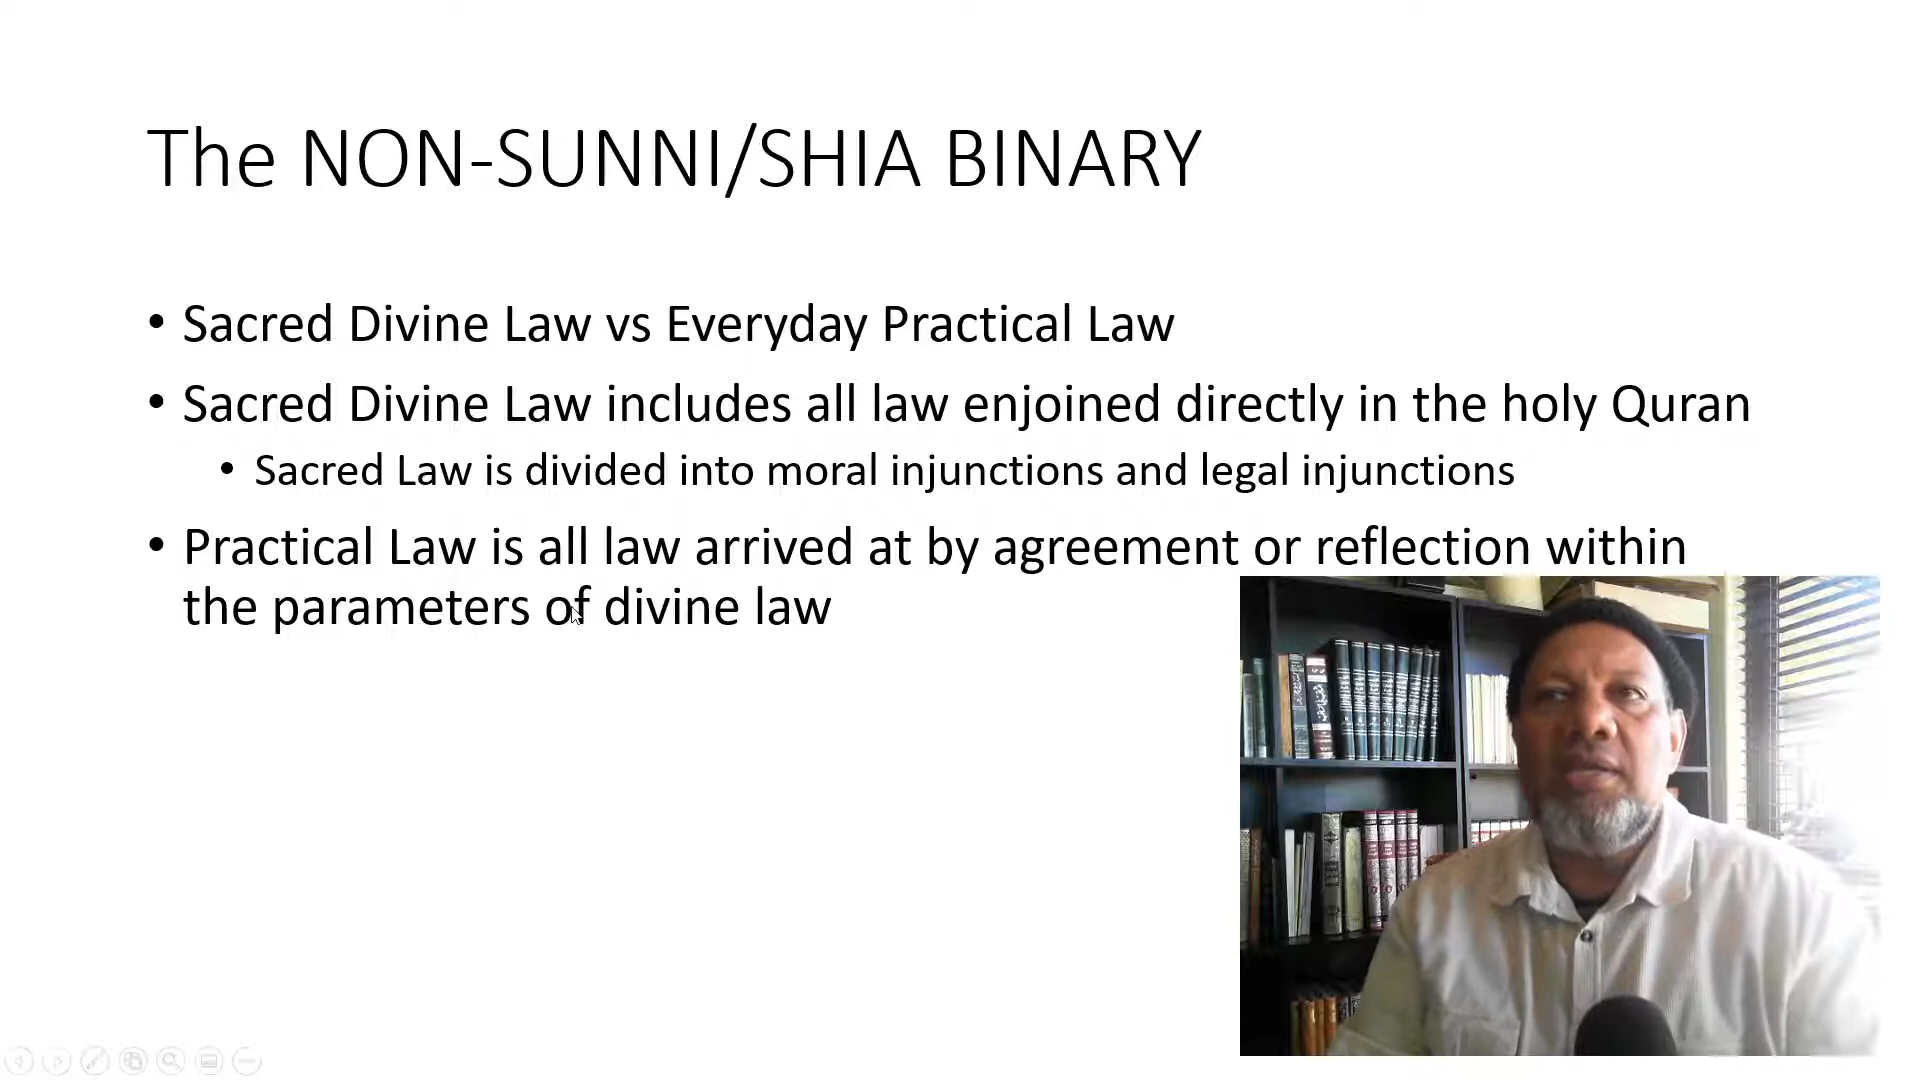 The NON-SUNNI/SHIA BINARY
• Sacred Divine Law vs Everyday Practical Law
• Sacred Divine Law includes all law enjoined directly in the holy Quran
• Sacred Law is divided into moral injunctions and legal injunctions
• Practical Law is all law arrived at by agreement or reflection within
the parameters of divine law